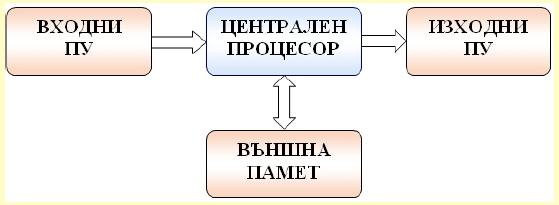 ВХОДНИ
ПУ
ЦЕНТРАЛЕН
ПРОЦЕСОР
ИЗХОДНИ
ПУ
ВЪНШНА
ПАМЕТ